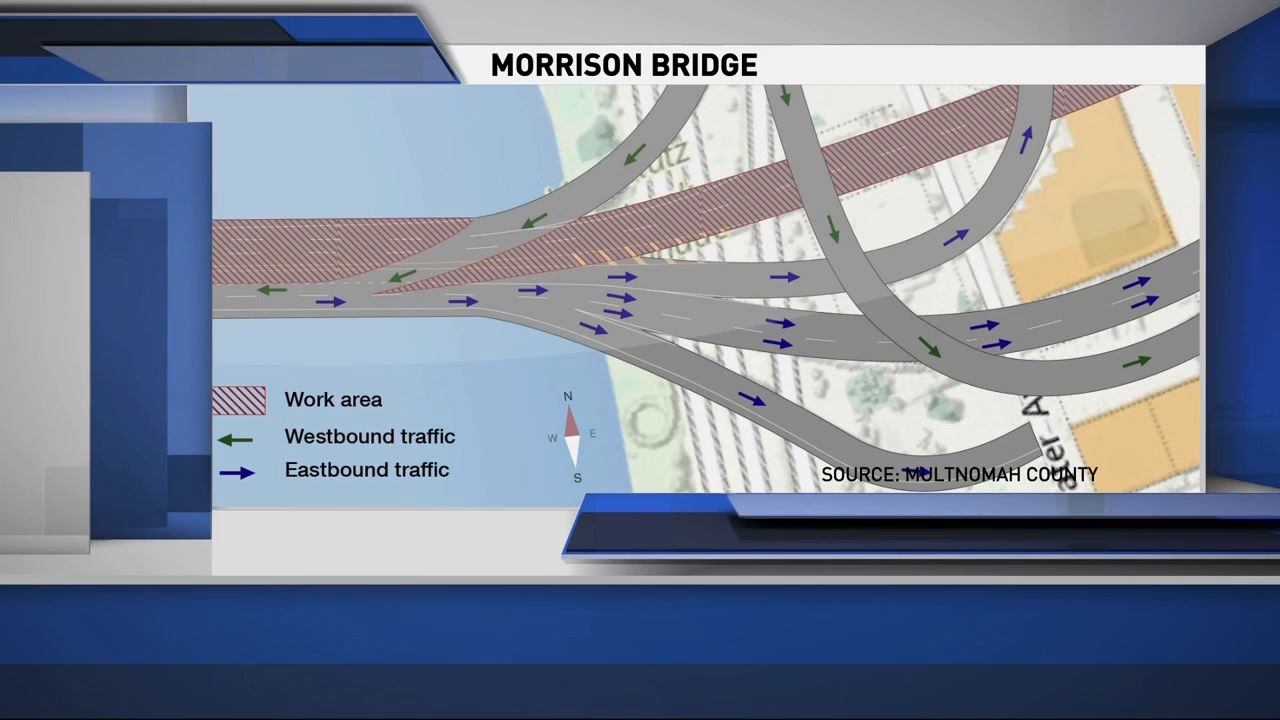 MORRISON BRIDGE
N
W
E
S
Work area
Westbound traffic
Eastbound traffic
SOURCE: MULTNOMAH COUNTY